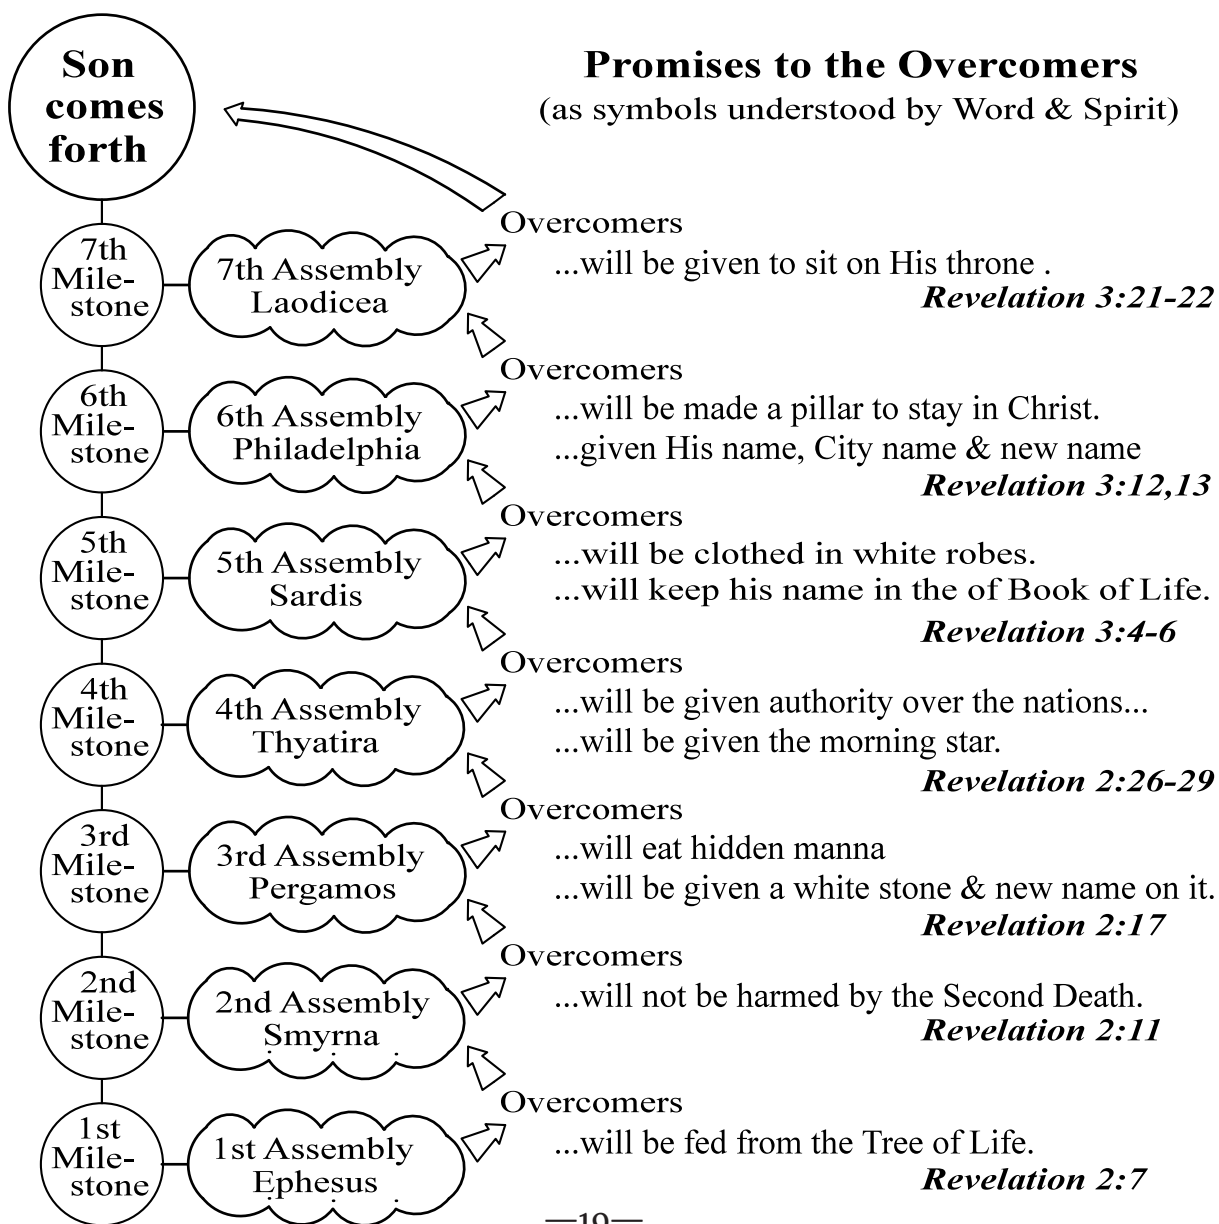 Son
comes
forth
Promises to the Overcomers
(as symbols understood by Word & Spirit)
7th
Mile-
stone
7th Assembly
Laodicea
Overcomers
...will be given to sit on His throne .
Revelation 3:21-22
6th
Mile-
stone
6th Assembly
Philadelphia
Overcomers
...will be made a pillar to stay in Christ.
...given His name, City name & new name
Revelation 3:12,13
5th
Mile-
stone
5th Assembly
Sardis
Overcomers
...will be clothed in white robes.
...will keep his name in the of Book of Life.
Revelation 3:4-6
4th
Mile-
stone
4th Assembly
Thyatira
Overcomers
...will be given authority over the nations...
...will be given the morning star.
Revelation 2:26-29
3rd
Mile-
stone
3rd Assembly
Pergamos
Overcomers
...will eat hidden manna
...will be given a white stone & new name on it.
Revelation 2:17
2nd
Mile-
stone
2nd Assembly
Smyrna
Overcomers
...will not be harmed by the Second Death.
Revelation 2:11
1st
Mile-
stone
1st Assembly
Ephesus
Overcomers
...will be fed from the Tree of Life.
Revelation 2:7
—19—